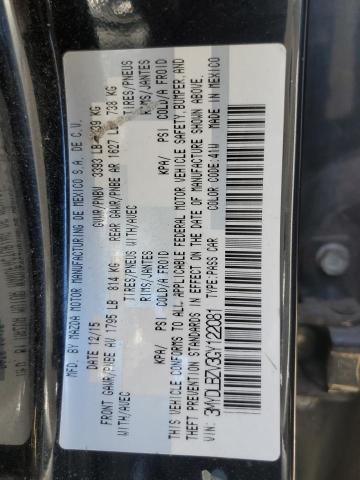 MFD. BY MAZDA MOTOR MANUFACTURING DE MEXICO S.A. DE C.V.
DATE 12/15 GVWR/PNBV 3393 LB 1539 KG
FRONT GAWR/PNBE AV 1795 LB 814 KG REAR GAWR/PNBE AR 1627 LB 738 KG
WITH/AVEC TIRES/PNEUS WITH/AVEC TIRES/PNEUS
RIMS/JANTES RIMS/JANTES
KPA/ PSI COLD/A FROID KPA/ PSI COLD/A FROID
THIS VEHICLE CONFORMS TO ALL APPLICABLE FEDERAL MOTOR VEHICLE SAFETY, BUMPER, AND
THEFT PREVENTION STANDARDS IN EFFECT ON THE DATE OF MANUFACTURE SHOWN ABOVE.
VIN: 3MYDLBZV3GY122081 COLOR CODE: 41W MADE IN MEXICO
TYPE: PASS CAR